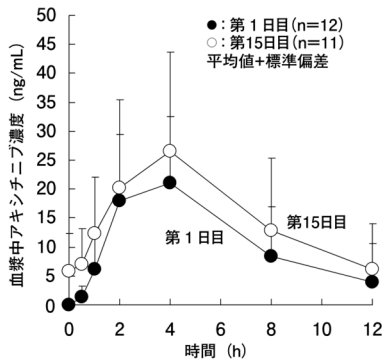 50
45
40
35
30
25
20
15
10
5
0
血漿中アキシチニブ濃度 (ng/mL)
●:第1日目(n=12)
○:第15日目(n=11)
平均値+標準偏差
第15日目
第1日目
0 2 4 6 8 10 12
時間 (h)